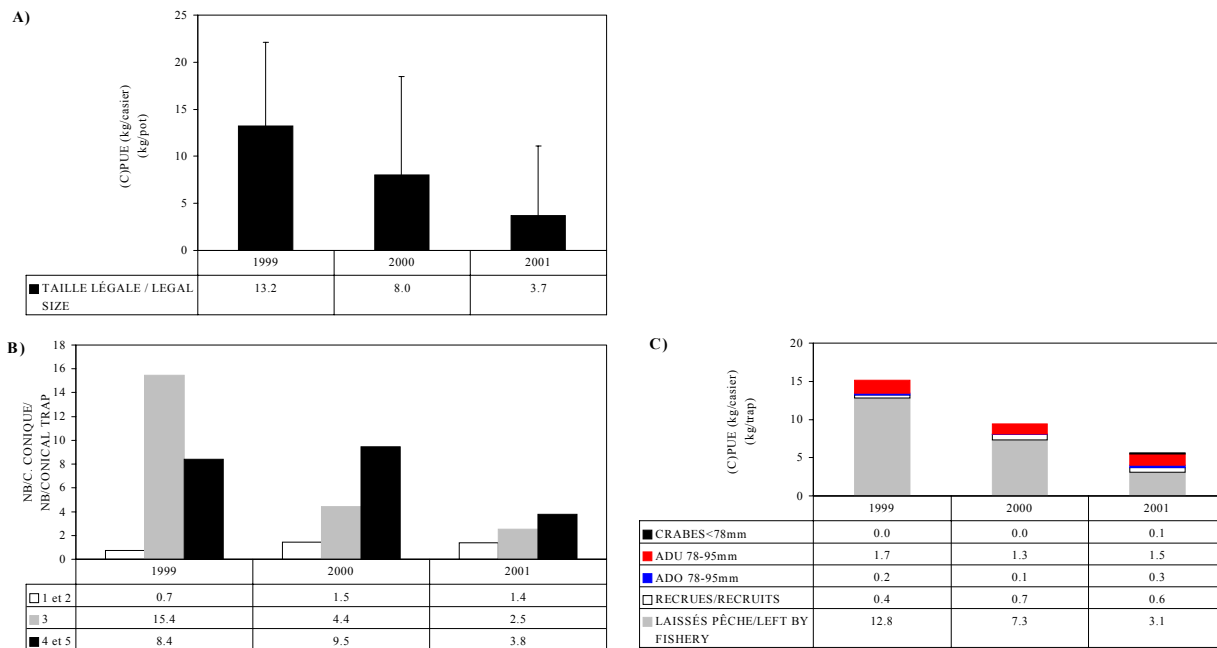 A)
(C)PUE (kg/casier)
(kg/pot)
25
20
15
10
5
0
1999 2000 2001
TAILLE LÉGALE / LEGAL SIZE 13.2 8.0 3.7
B)
NB/C. CONIQUE/
NB/CONICAL TRAP
18
16
14
12
10
8
6
4
2
0
1999 2000 2001
1 et 2 0.7 1.5 1.4
3 15.4 4.4 2.5
4 et 5 8.4 9.5 3.8
C)
(C)PUE (kg/casier)
(kg/trap)
20
15
10
5
0
1999 2000 2001
CRABES<78mm 0.0 0.0 0.1
ADU 78-95mm 1.7 1.3 1.5
ADO 78-95mm 0.2 0.1 0.3
RECRUES/RECRUITS 0.4 0.7 0.6
LAISSÉS PÊCHE/LEFT BY FISHERY 12.8 7.3 3.1